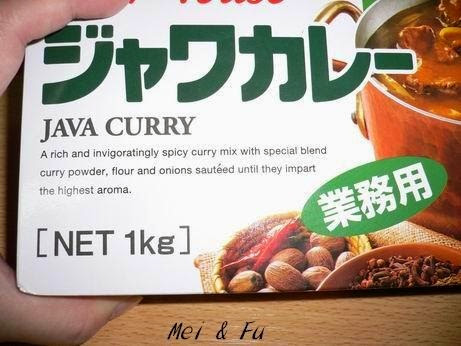 ジャワカレー
JAVA CURRY
A rich and invigoratingly spicy curry mix with special blend
curry powder, flour and onions sautéed until they impart
the highest aroma.
業務用
[NET 1kg]
Mei & Fu